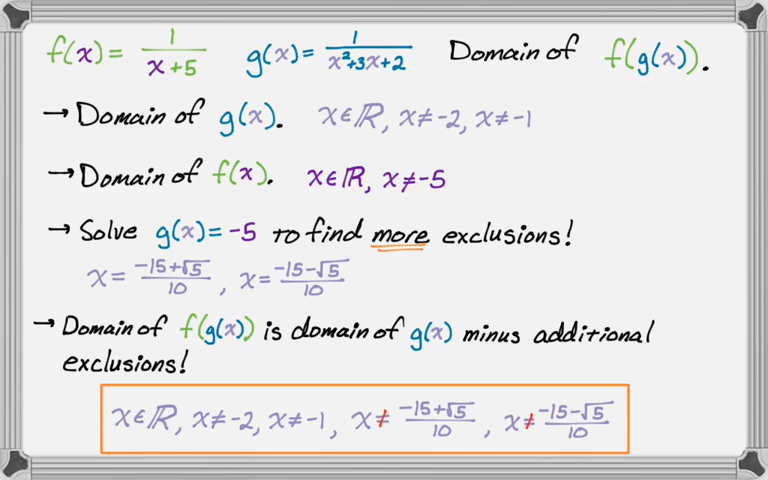 f(x) = 1/(x+5) g(x) = 1/(x²+3x+2) Domain of f(g(x)).
→ Domain of g(x). x∈ℝ, x≠-2, x≠-1
→ Domain of f(x). x∈ℝ, x≠-5
→ Solve g(x)=-5 to find more exclusions!
x = (-15+√5)/10 , x = (-15-√5)/10
→ Domain of f(g(x)) is domain of g(x) minus additional
exclusions!
x∈ℝ, x≠-2, x≠-1, x≠ (-15+√5)/10 , x≠ (-15-√5)/10